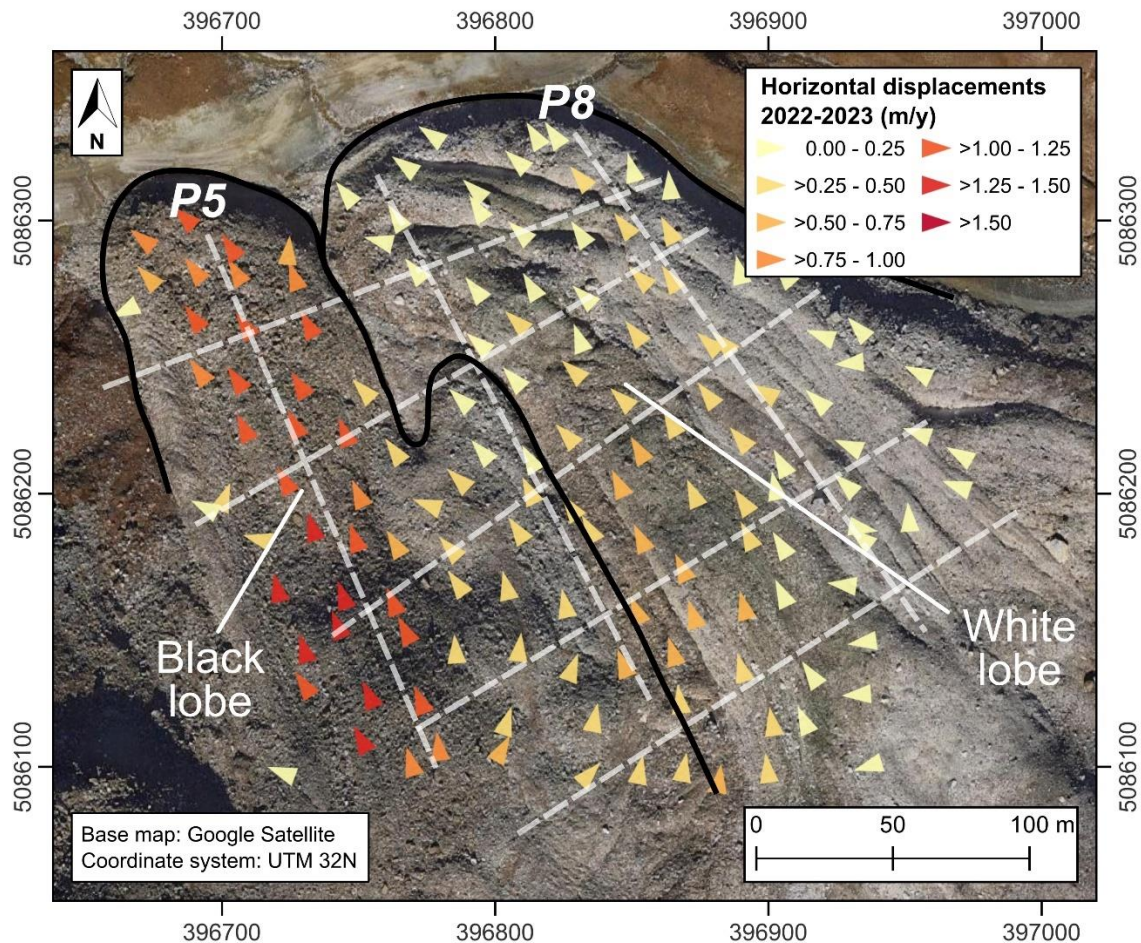 396700 396800 396900 397000
N
P5
P8
Horizontal displacements
2022-2023 (m/y)
0.00 - 0.25
>0.25 - 0.50
>0.50 - 0.75
>0.75 - 1.00
>1.00 - 1.25
>1.25 - 1.50
>1.50
5086300
5086200
5086100
5086300
5086200
5086100
Black
lobe
White
lobe
Base map: Google Satellite
Coordinate system: UTM 32N
0 50 100 m
396700 396800 396900 397000